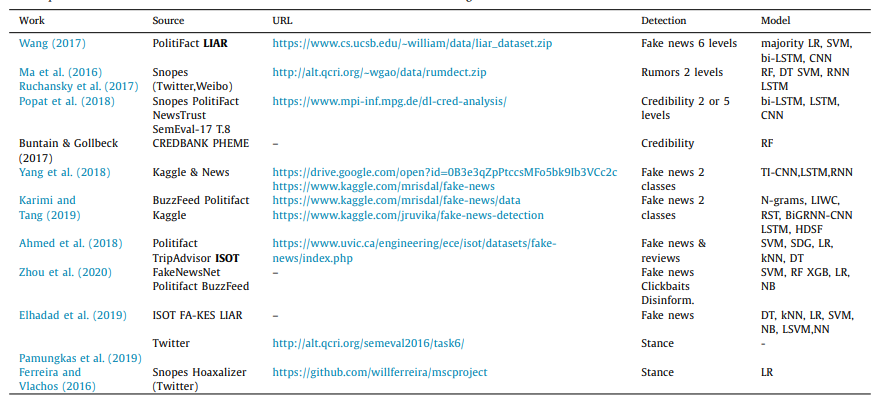 Work Source URL Detection Model
Wang (2017) PolitiFact LIAR https://www.cs.ucsb.edu/~william/data/liar_dataset.zip Fake news 6 levels majority LR, SVM,
bi-LSTM, CNN
Ma et al. (2016) Snopes http://alt.qcri.org/~wgao/data/rumdect.zip Rumors 2 levels RF, DT SVM, RNN
Ruchansky et al. (2017) (Twitter,Weibo) LSTM
Popat et al. (2018) Snopes PolitiFact https://www.mpi-inf.mpg.de/dl-cred-analysis/ Credibility 2 or 5 bi-LSTM, LSTM,
NewsTrust levels CNN
SemEval-17 T.8
Buntain & Gollbeck CREDBANK PHEME – Credibility RF
(2017)
Yang et al. (2018) Kaggle & News https://drive.google.com/open?id=0B3e3qZpPtccsMFo5bk9Ib3VCc2c Fake news 2 TI-CNN,LSTM,RNN
https://www.kaggle.com/mrisdal/fake-news classes
Karimi and BuzzFeed Politifact https://www.kaggle.com/mrisdal/fake-news/data Fake news 2 N-grams, LIWC,
Tang (2019) Kaggle https://www.kaggle.com/jruvika/fake-news-detection classes RST, BiGRNN-CNN
LSTM, HDSF
Ahmed et al. (2018) Politifact https://www.uvic.ca/engineering/ece/isot/datasets/fake- Fake news & SVM, SDG, LR,
TripAdvisor ISOT news/index.php reviews kNN, DT
Zhou et al. (2020) FakeNewsNet – Fake news SVM, RF XGB, LR,
Politifact BuzzFeed Clickbaits NB
Disinform.
Elhadad et al. (2019) ISOT FA-KES LIAR – Fake news DT, kNN, LR, SVM,
NB, LSVM,NN
Twitter http://alt.qcri.org/semeval2016/task6/ Stance -
Pamungkas et al. (2019)
Ferreira and Snopes Hoaxalizer https://github.com/willferreira/mscproject Stance LR
Vlachos (2016) (Twitter)